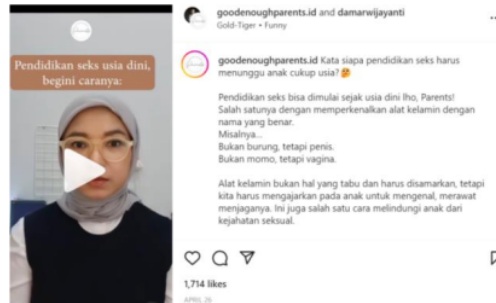 Pendidikan seks usia dini,
begini caranya:
goodenoughparents.id and damarwijayanti
Gold-Tiger • Funny
goodenoughparents.id Kata siapa pendidikan seks harus
menunggu anak cukup usia?
Pendidikan seks bisa dimulai sejak usia dini lho, Parents!
Salah satunya dengan memperkenalkan alat kelamin dengan
nama yang benar.
Misalnya...
Bukan burung, tetapi penis.
Bukan momo, tetapi vagina.
Alat kelamin bukan hal yang tabu dan harus disamarkan, tetapi
kita harus mengajarkan pada anak untuk mengenal, merawat
menjaganya. Ini juga salah satu cara melindungi anak dari
kejahatan seksual.
1,714 likes
APRIL 26